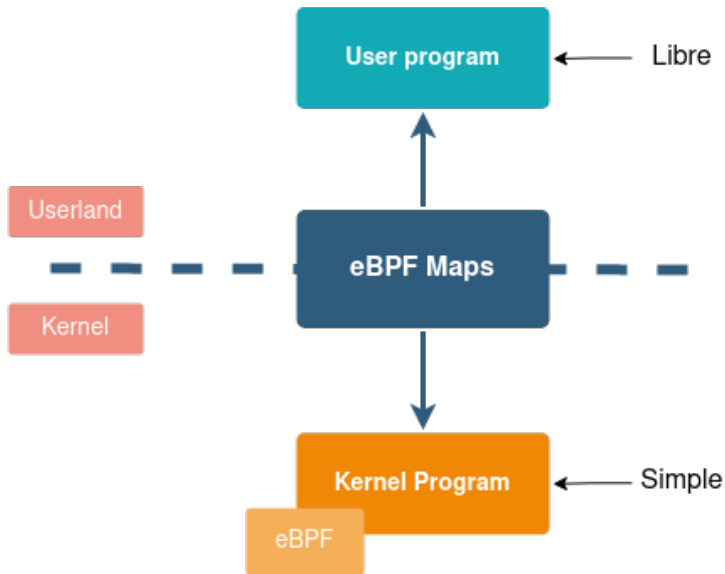 User program
Libre
Userland
eBPF Maps
Kernel
Kernel Program
Simple
eBPF